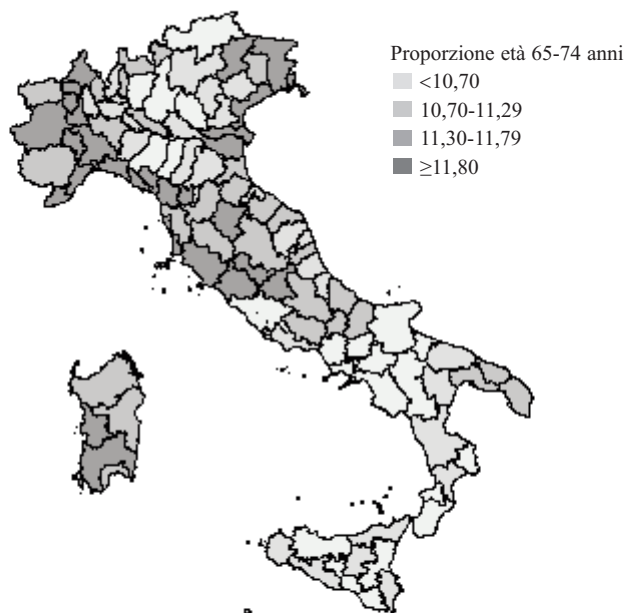 Proporzione età 65-74 anni
<10,70
10,70-11,29
11,30-11,79
≥11,80